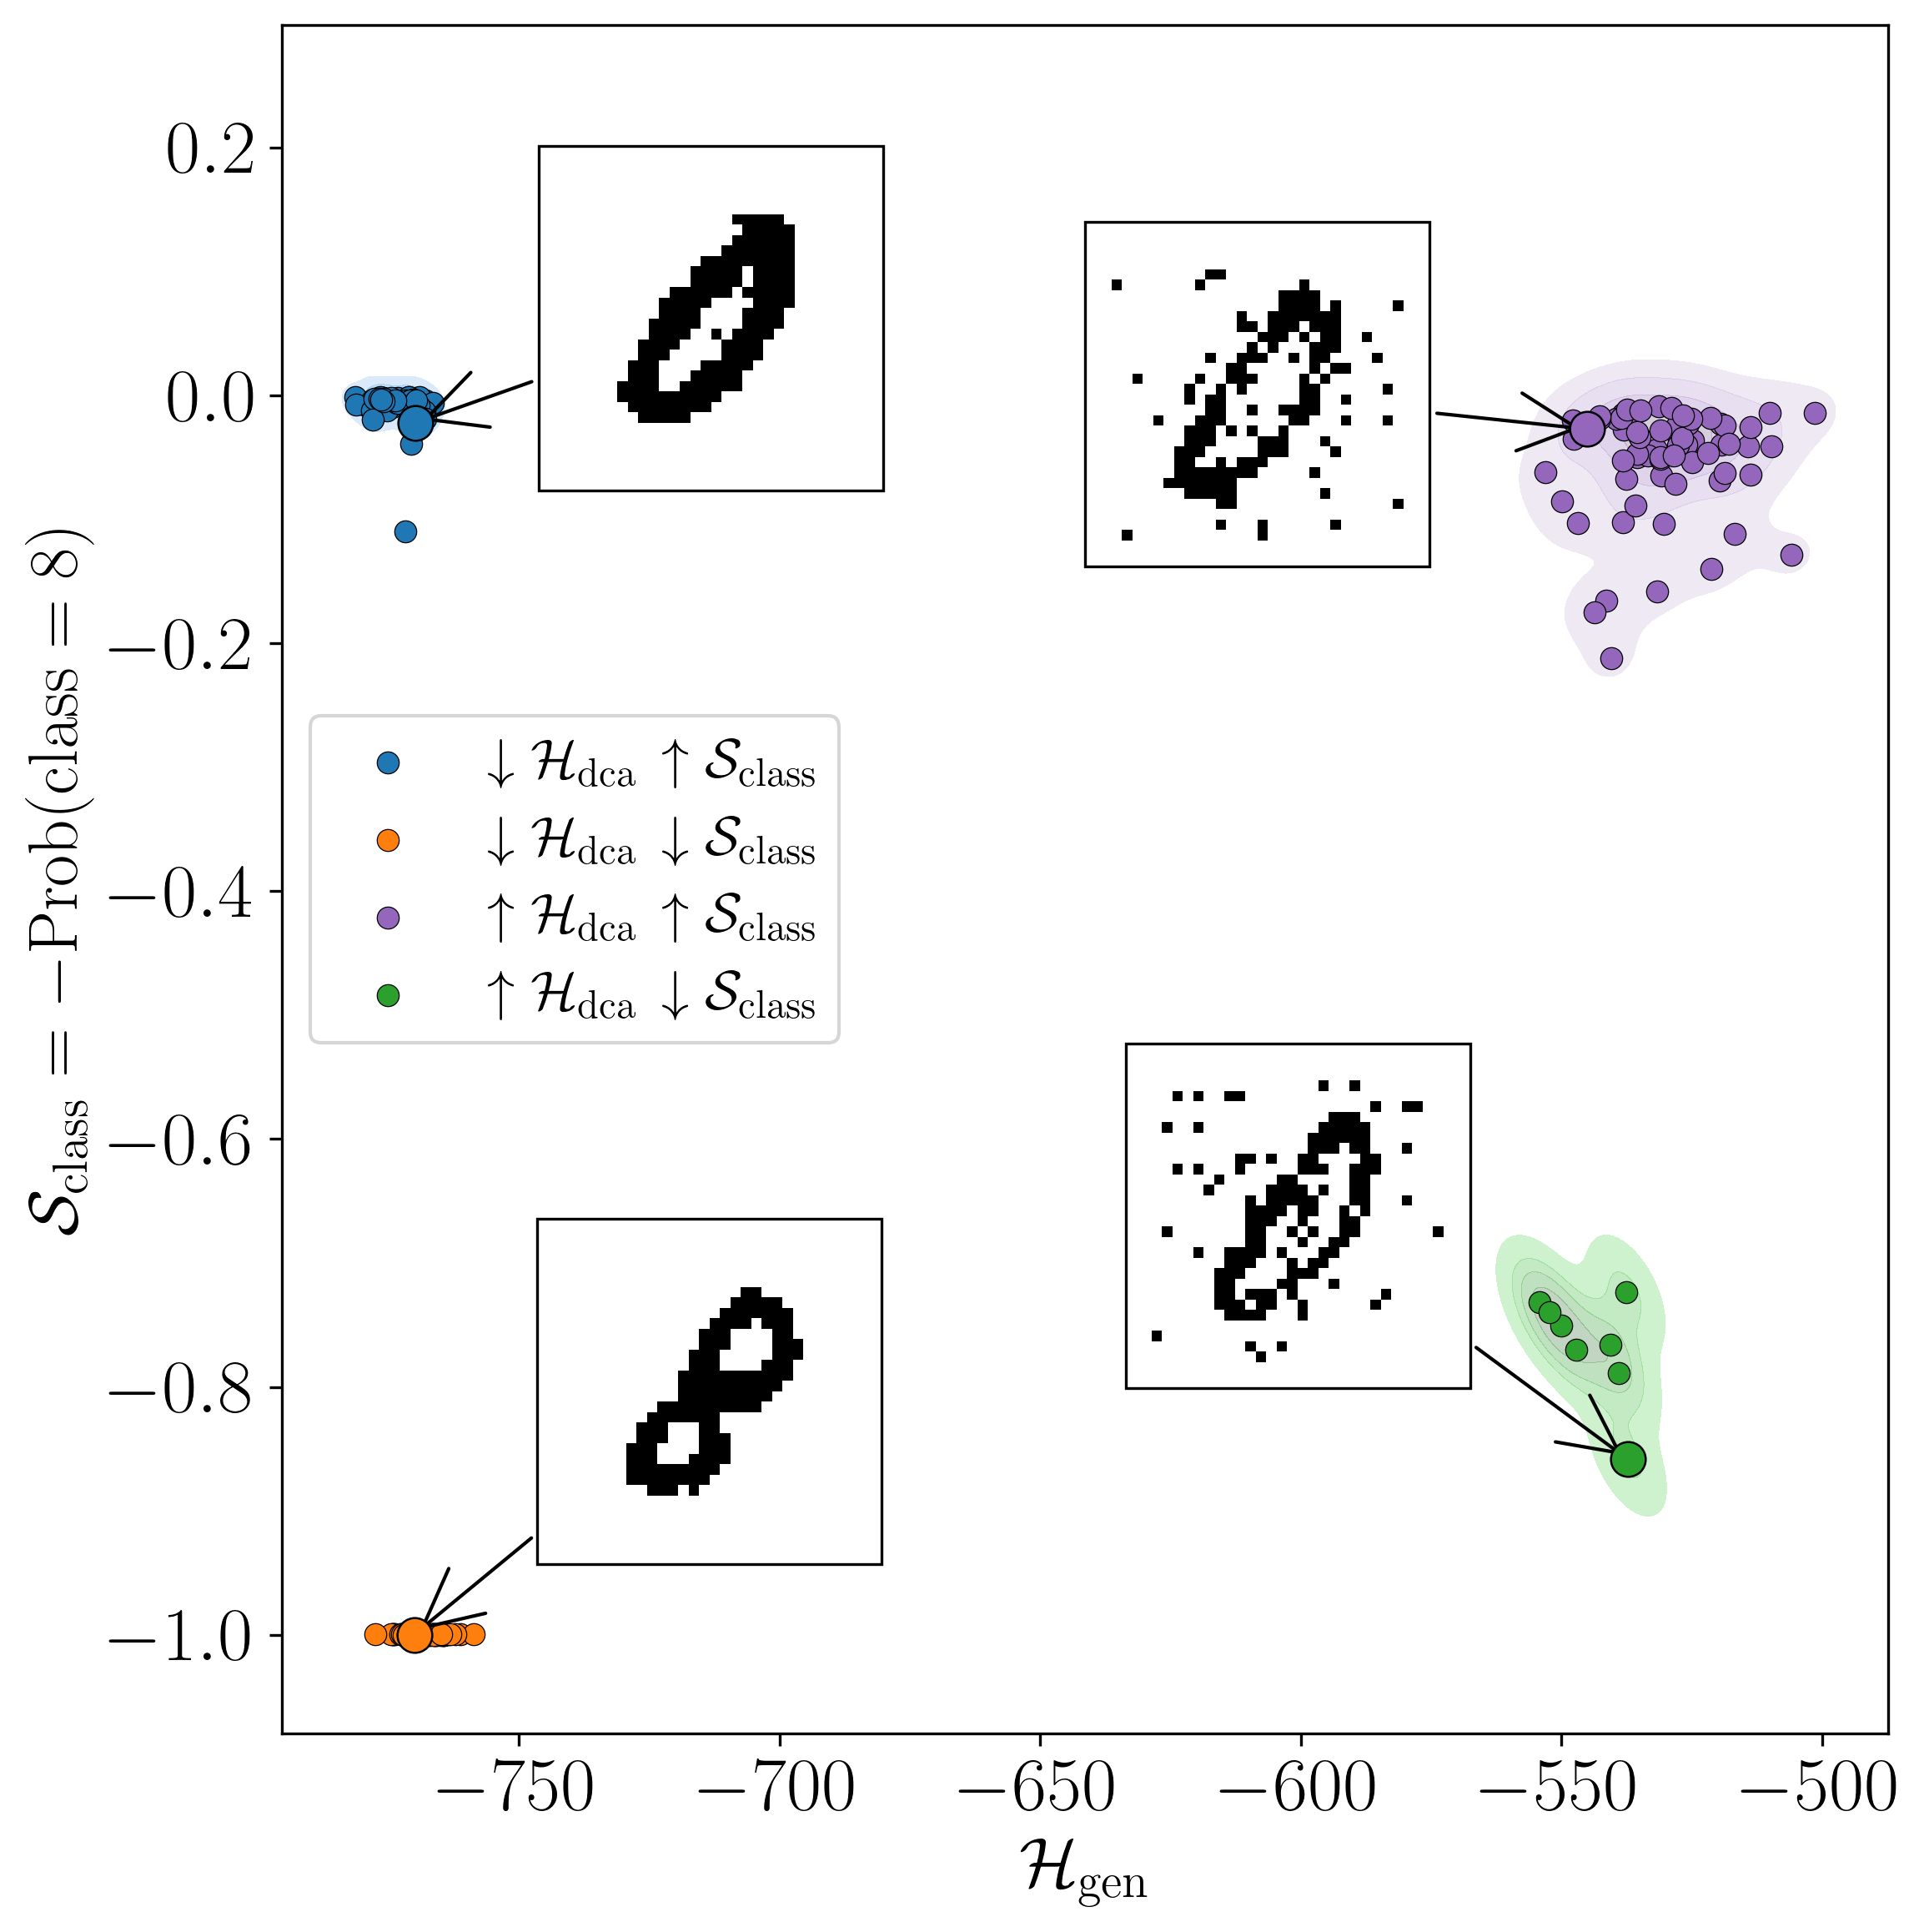 0.2
0.0
−0.2
−0.4
−0.6
−0.8
−1.0
𝒮class = −Prob(class = 8)
↓ ℋdca ↑ 𝒮class
↓ ℋdca ↓ 𝒮class
↑ ℋdca ↑ 𝒮class
↑ ℋdca ↓ 𝒮class
−750 −700 −650 −600 −550 −500
ℋgen